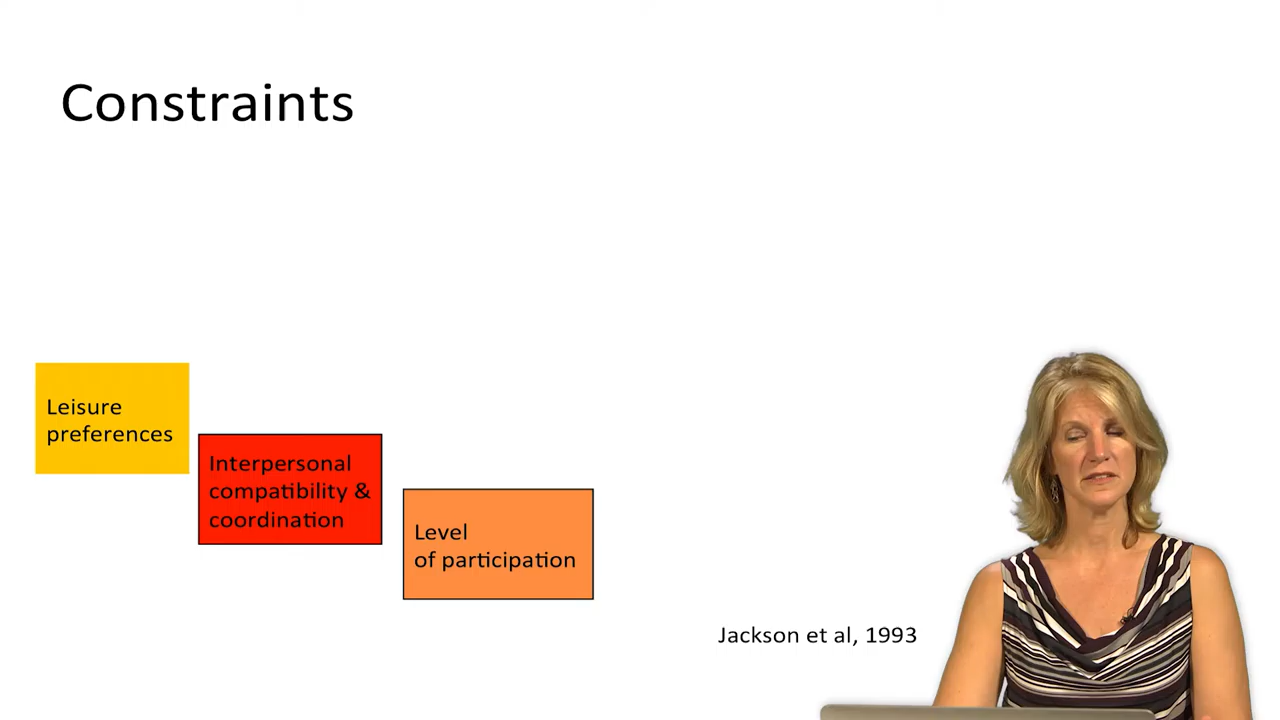 Constraints
Leisure
preferences
Interpersonal
compatibility &
coordination
Level
of participation
Jackson et al, 1993